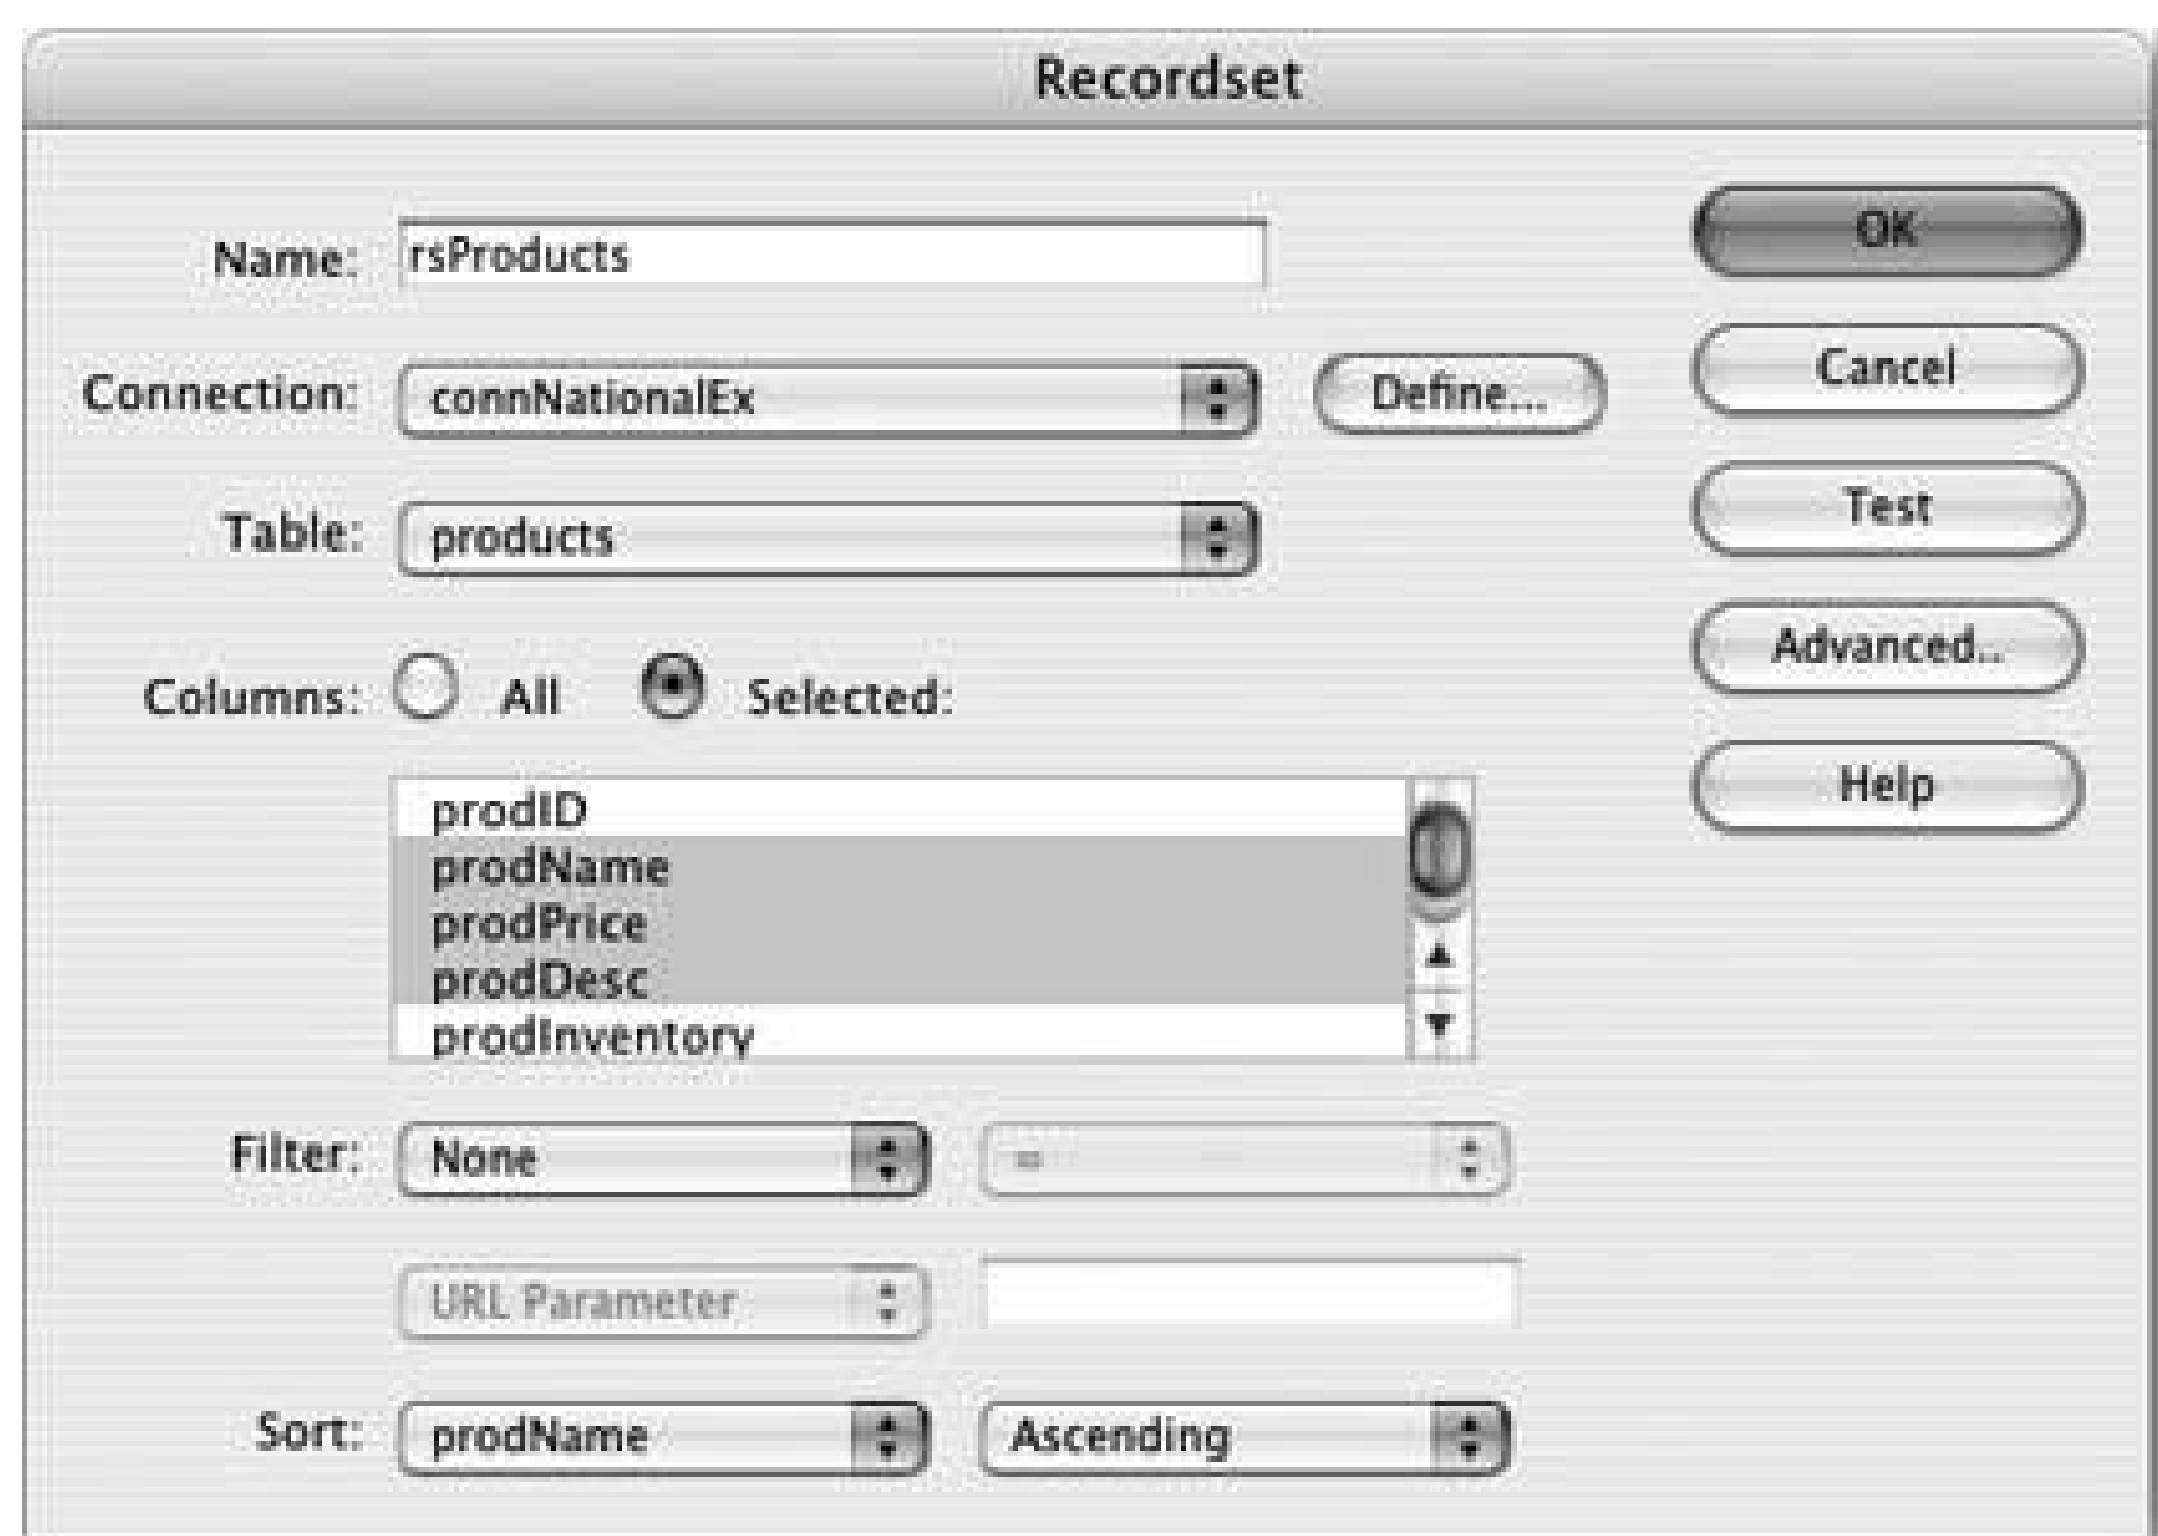 Recordset
Name: rsProducts
OK
Connection: connNationalEx Define...
Cancel
Table: products
Test
Columns: All Selected:
Advanced..
prodID
Help
prodName
prodPrice
prodDesc
prodInventory
Filter: None =
URL Parameter
Sort: prodName Ascending